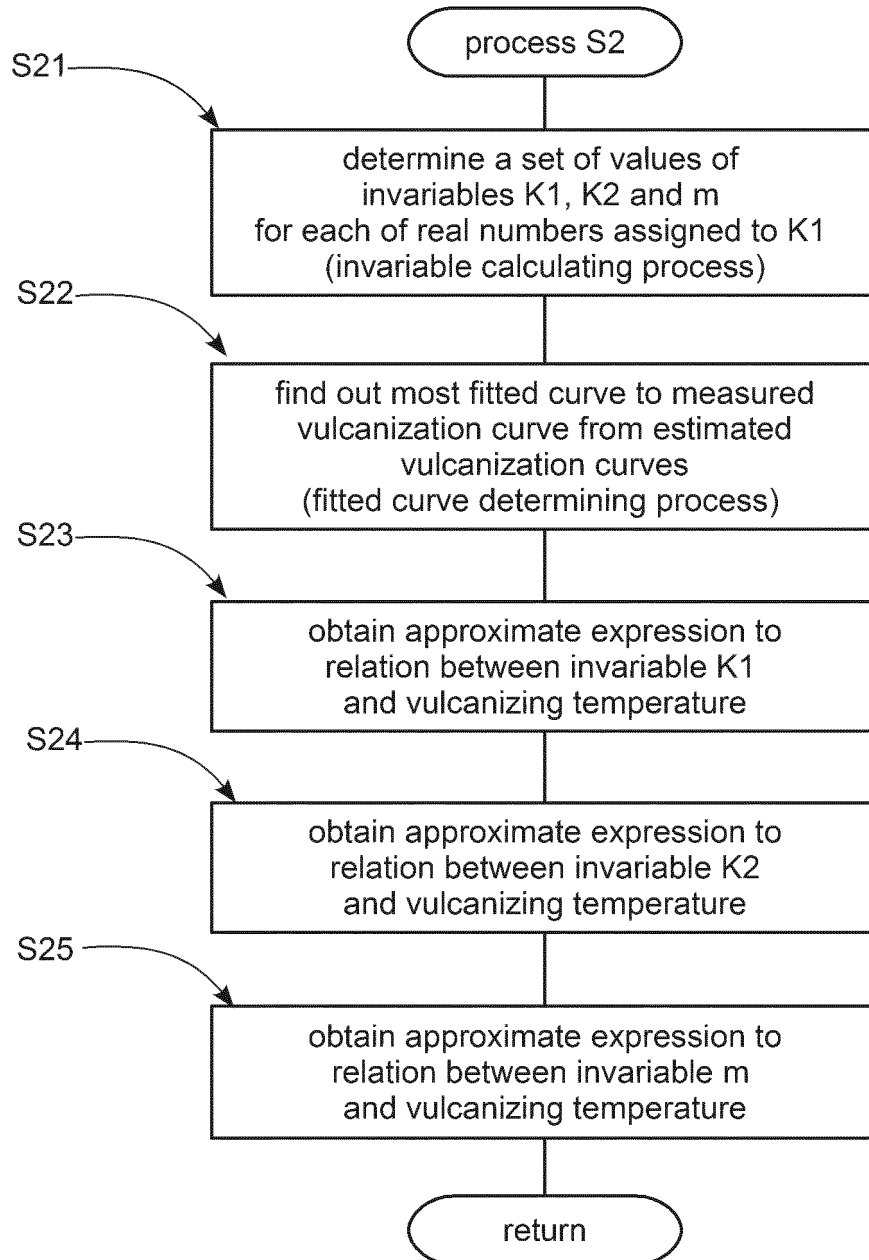 process S2
S21
determine a set of values of
invariables K1, K2 and m
for each of real numbers assigned to K1
(invariable calculating process)
S22
find out most fitted curve to measured
vulcanization curve from estimated
vulcanization curves
(fitted curve determining process)
S23
obtain approximate expression to
relation between invariable K1
and vulcanizing temperature
S24
obtain approximate expression to
relation between invariable K2
and vulcanizing temperature
S25
obtain approximate expression to
relation between invariable m
and vulcanizing temperature
return